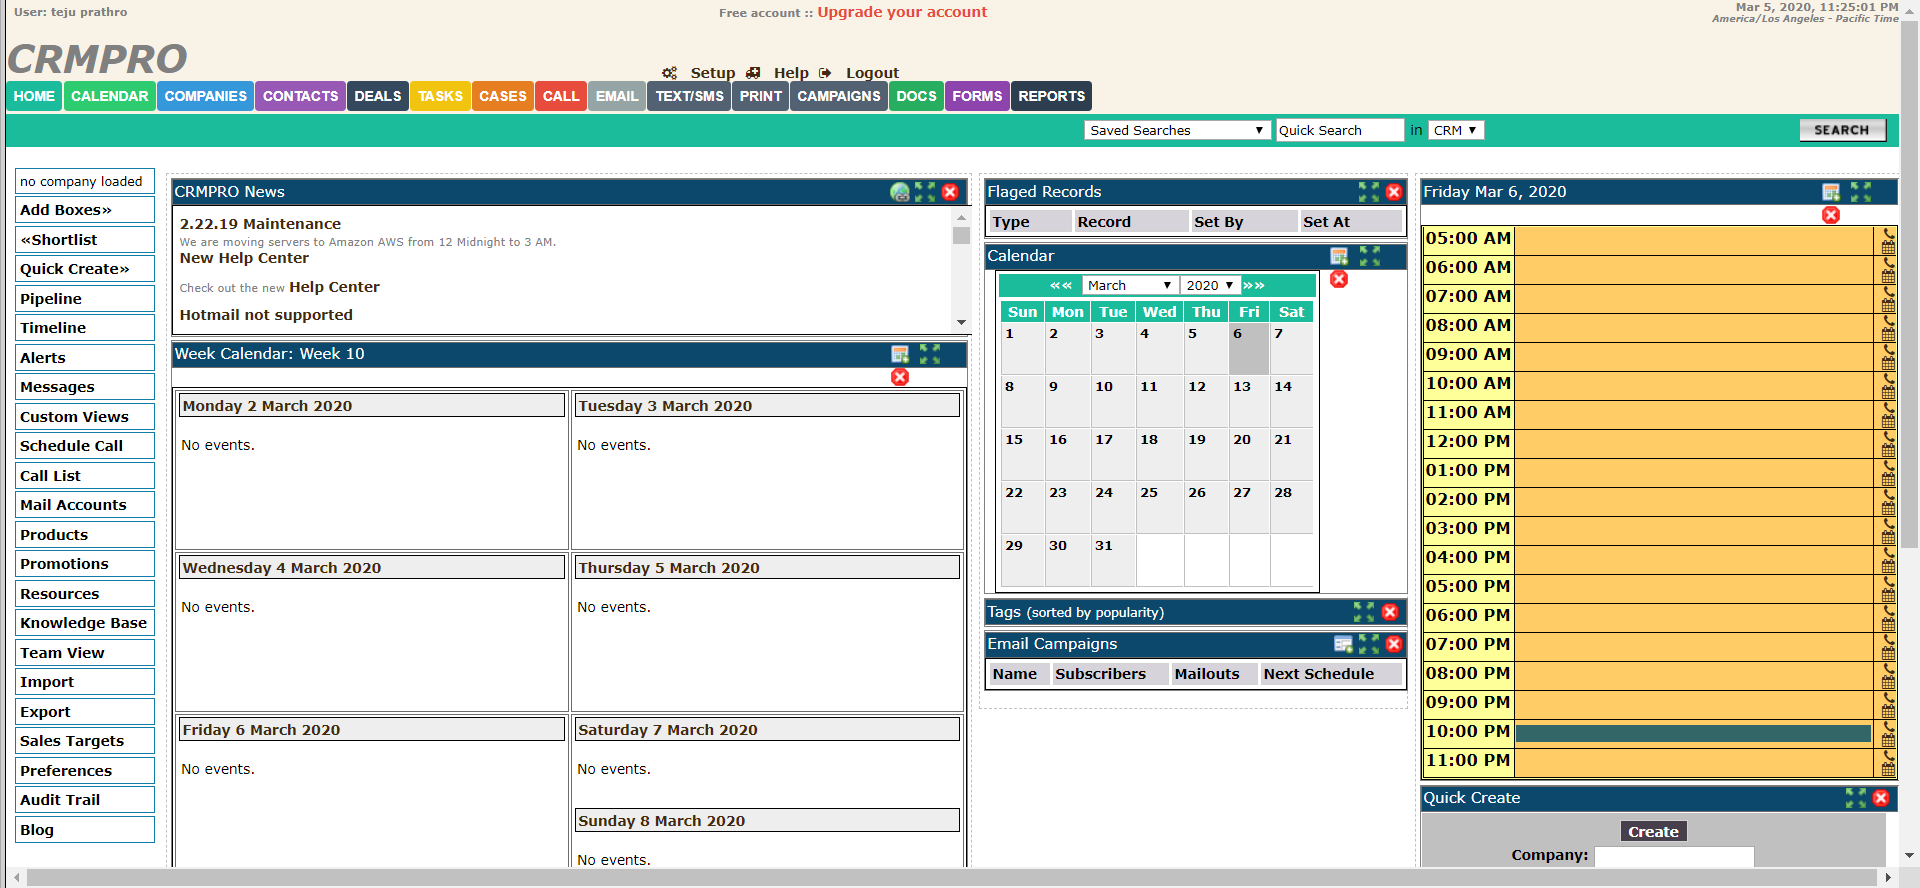 User: teju prathro
Free account :: Upgrade your account
Mar 5, 2020, 11:25:01 PM
America/Los Angeles - Pacific Time
CRMPRO
Setup Help Logout
HOME CALENDAR COMPANIES CONTACTS DEALS TASKS CASES CALL EMAIL TEXT/SMS PRINT CAMPAIGNS DOCS FORMS REPORTS
Saved Searches Quick Search in CRM SEARCH
no company loaded
Add Boxes»
«Shortlist
Quick Create»
Pipeline
Timeline
Alerts
Messages
Custom Views
Schedule Call
Call List
Mail Accounts
Products
Promotions
Resources
Knowledge Base
Team View
Import
Export
Sales Targets
Preferences
Audit Trail
Blog
CRMPRO News
2.22.19 Maintenance
We are moving servers to Amazon AWS from 12 Midnight to 3 AM.
New Help Center
Check out the new Help Center
Hotmail not supported
Week Calendar: Week 10
Monday 2 March 2020
No events.
Tuesday 3 March 2020
No events.
Wednesday 4 March 2020
No events.
Thursday 5 March 2020
No events.
Friday 6 March 2020
No events.
Saturday 7 March 2020
No events.
Sunday 8 March 2020
No events.
Flaged Records
Type Record Set By Set At
Calendar
«« March 2020 »»
Sun Mon Tue Wed Thu Fri Sat
1 2 3 4 5 6 7
8 9 10 11 12 13 14
15 16 17 18 19 20 21
22 23 24 25 26 27 28
29 30 31
Tags (sorted by popularity)
Email Campaigns
Name Subscribers Mailouts Next Schedule
Friday Mar 6, 2020
05:00 AM
06:00 AM
07:00 AM
08:00 AM
09:00 AM
10:00 AM
11:00 AM
12:00 PM
01:00 PM
02:00 PM
03:00 PM
04:00 PM
05:00 PM
06:00 PM
07:00 PM
08:00 PM
09:00 PM
10:00 PM
11:00 PM
Quick Create
Create
Company: